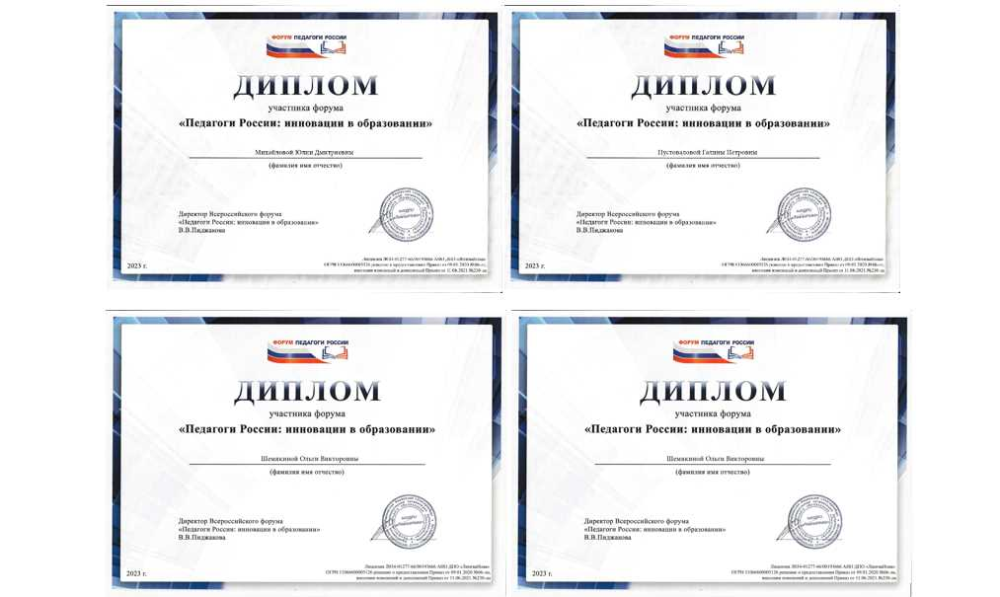 ФОРУМ ПЕДАГОГИ РОССИИ
ДИПЛОМ
участника форума
«Педагоги России: инновации в образовании»
Михайловой Юлии Дмитриевны
(фамилия имя отчество)
Директор Всероссийского форума
«Педагоги России: инновации в образовании»
В.В.Пиджакова
2023 г.
ФОРУМ ПЕДАГОГИ РОССИИ
ДИПЛОМ
участника форума
«Педагоги России: инновации в образовании»
Пустоваловой Галины Петровны
(фамилия имя отчество)
Директор Всероссийского форума
«Педагоги России: инновации в образовании»
В.В.Пиджакова
2023 г.
ФОРУМ ПЕДАГОГИ РОССИИ
ДИПЛОМ
участника форума
«Педагоги России: инновации в образовании»
Шемякиной Ольги Викторовны
(фамилия имя отчество)
Директор Всероссийского форума
«Педагоги России: инновации в образовании»
В.В.Пиджакова
2023 г.
ФОРУМ ПЕДАГОГИ РОССИИ
ДИПЛОМ
участника форума
«Педагоги России: инновации в образовании»
Шемякиной Ольги Викторовны
(фамилия имя отчество)
Директор Всероссийского форума
«Педагоги России: инновации в образовании»
В.В.Пиджакова
2023 г.